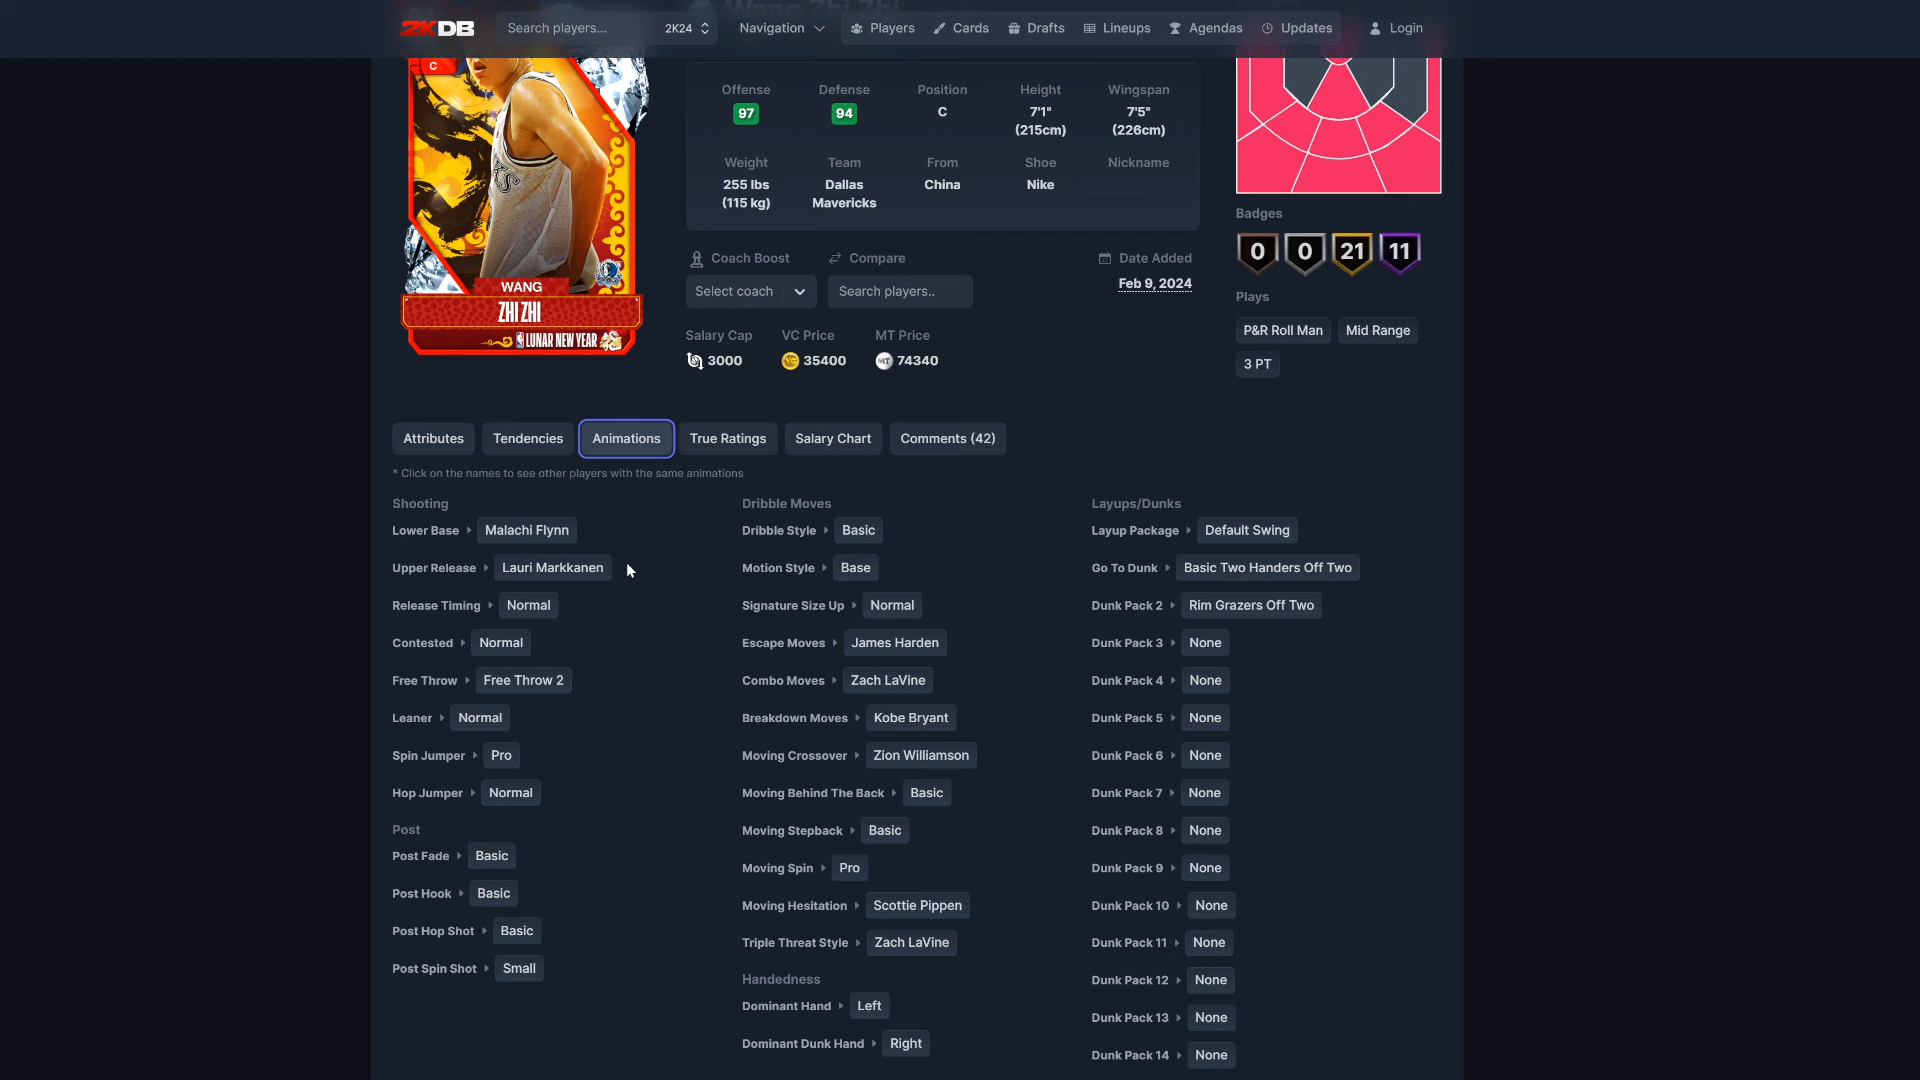 2KDB
Search players...
2K24
Navigation
Players
Cards
Drafts
Lineups
Agendas
Updates
Login
C
WANG
ZHI ZHI
LUNAR NEW YEAR
Offense
97
Defense
94
Position
C
Height
7'1"
(215cm)
Wingspan
7'5"
(226cm)
Weight
255 lbs
(115 kg)
Team
Dallas
Mavericks
From
China
Shoe
Nike
Nickname
Coach Boost
Select coach
Compare
Search players..
Date Added
Feb 9, 2024
Salary Cap
3000
VC Price
VC 35400
MT Price
MT 74340
Badges
0 0 21 11
Plays
P&R Roll Man
Mid Range
3 PT
Attributes
Tendencies
Animations
True Ratings
Salary Chart
Comments (42)
* Click on the names to see other players with the same animations
Shooting
Lower Base Malachi Flynn
Upper Release Lauri Markkanen
Release Timing Normal
Contested Normal
Free Throw Free Throw 2
Leaner Normal
Spin Jumper Pro
Hop Jumper Normal
Post
Post Fade Basic
Post Hook Basic
Post Hop Shot Basic
Post Spin Shot Small
Dribble Moves
Dribble Style Basic
Motion Style Base
Signature Size Up Normal
Escape Moves James Harden
Combo Moves Zach LaVine
Breakdown Moves Kobe Bryant
Moving Crossover Zion Williamson
Moving Behind The Back Basic
Moving Stepback Basic
Moving Spin Pro
Moving Hesitation Scottie Pippen
Triple Threat Style Zach LaVine
Handedness
Dominant Hand Left
Dominant Dunk Hand Right
Layups/Dunks
Layup Package Default Swing
Go To Dunk Basic Two Handers Off Two
Dunk Pack 2 Rim Grazers Off Two
Dunk Pack 3 None
Dunk Pack 4 None
Dunk Pack 5 None
Dunk Pack 6 None
Dunk Pack 7 None
Dunk Pack 8 None
Dunk Pack 9 None
Dunk Pack 10 None
Dunk Pack 11 None
Dunk Pack 12 None
Dunk Pack 13 None
Dunk Pack 14 None